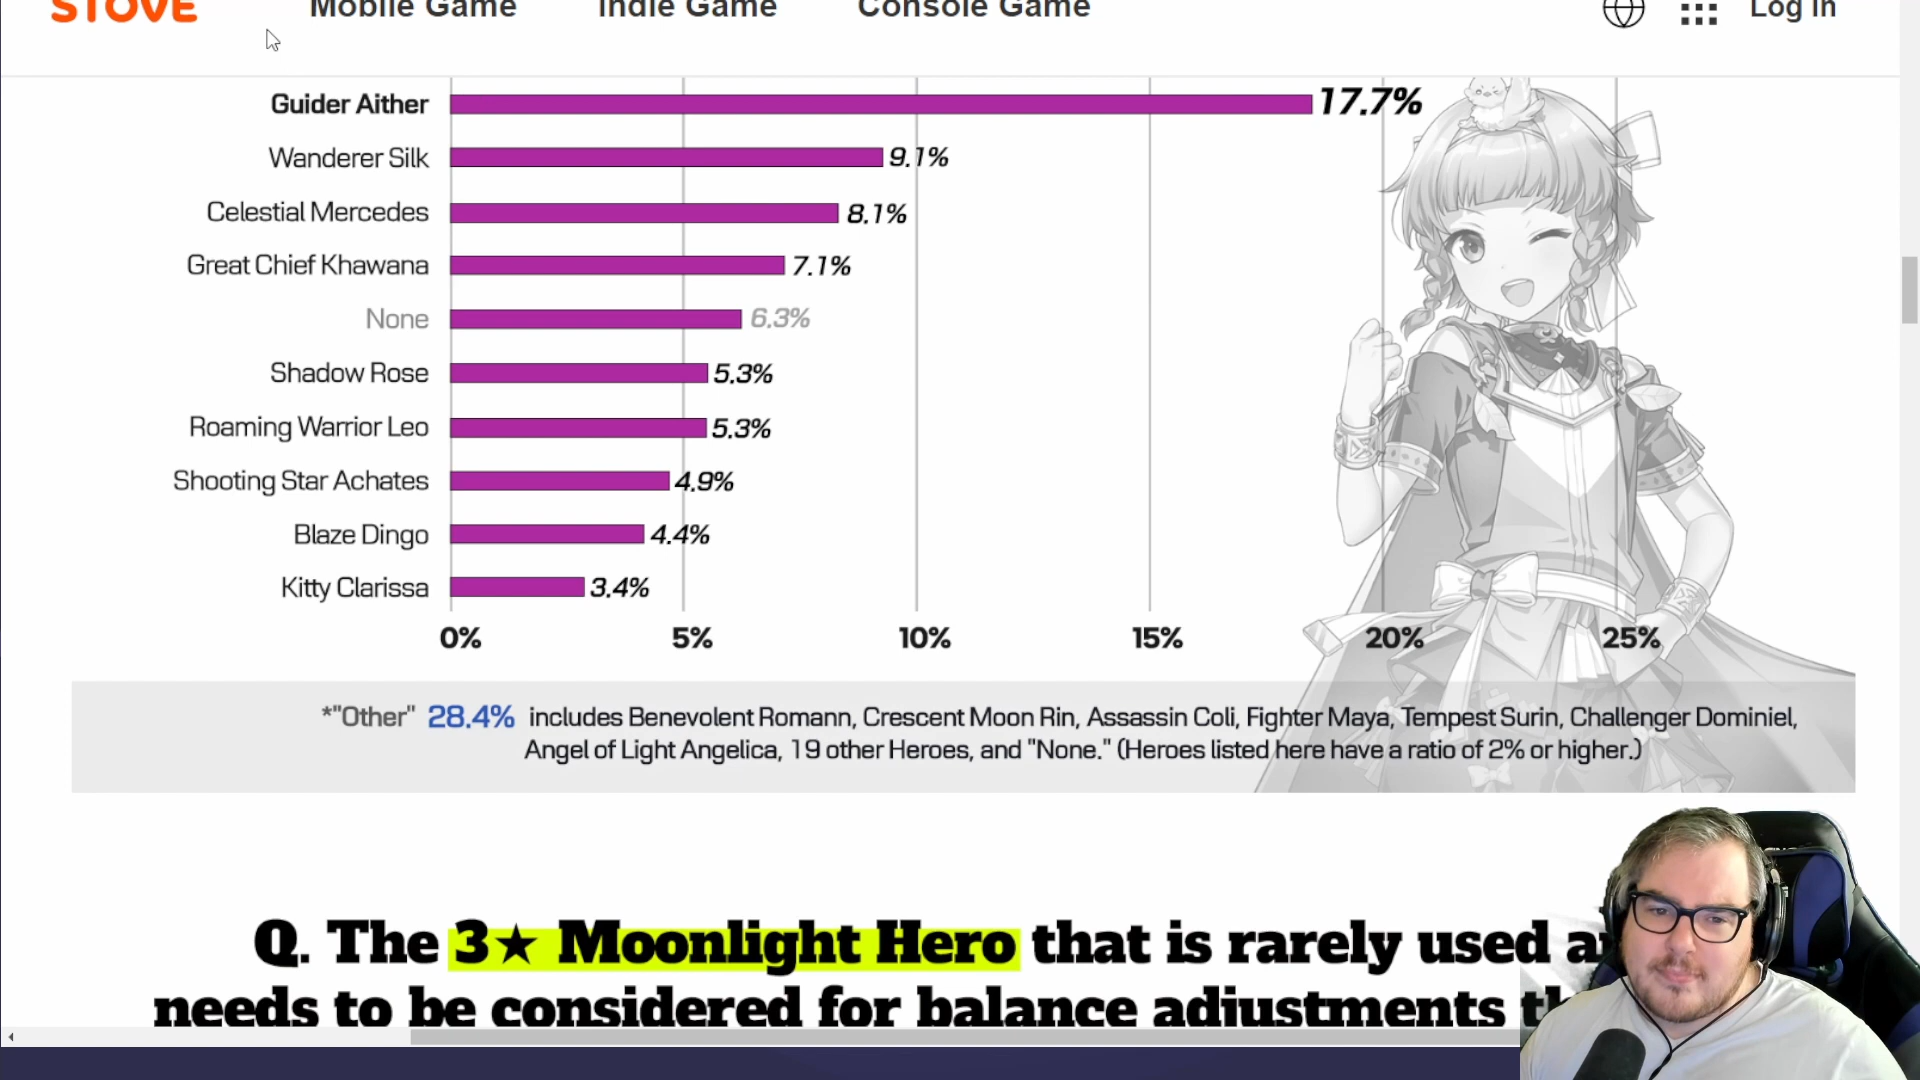 STOVE Mobile Game Indie Game Console Game Log in
Guider Aither 17.7%
Wanderer Silk 9.1%
Celestial Mercedes 8.1%
Great Chief Khawana 7.1%
None 6.3%
Shadow Rose 5.3%
Roaming Warrior Leo 5.3%
Shooting Star Achates 4.9%
Blaze Dingo 4.4%
Kitty Clarissa 3.4%
0% 5% 10% 15% 20% 25%
*"Other" 28.4% includes Benevolent Romann, Crescent Moon Rin, Assassin Coli, Fighter Maya, Tempest Surin, Challenger Dominiel,
Angel of Light Angelica, 19 other Heroes, and "None." (Heroes listed here have a ratio of 2% or higher.)
Q. The 3★ Moonlight Hero that is rarely used
needs to be considered for balance adjustments